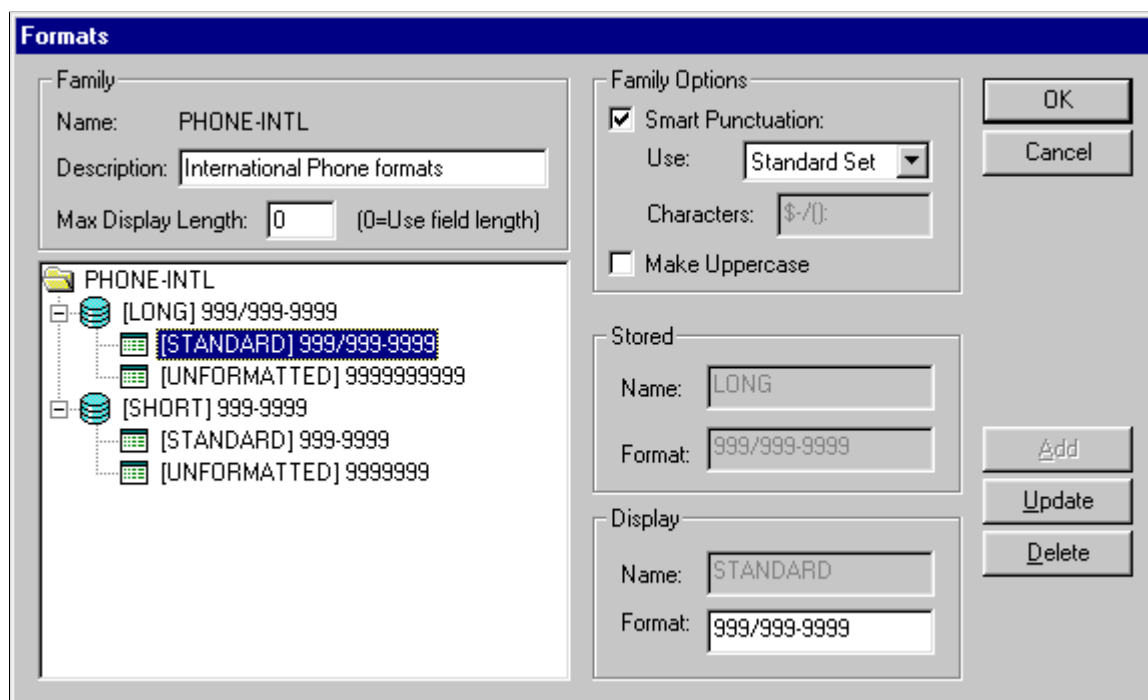 Formats
Family
Name: PHONE-INTL
Description: International Phone formats
Max Display Length: 0 (0=Use field length)
PHONE-INTL
[LONG] 999/999-9999
[STANDARD] 999/999-9999
[UNFORMATTED] 9999999999
[SHORT] 999-9999
[STANDARD] 999-9999
[UNFORMATTED] 9999999
Family Options
Smart Punctuation:
Use: Standard Set
Characters: $-/():
Make Uppercase
Stored
Name: LONG
Format: 999/999-9999
Display
Name: STANDARD
Format: 999/999-9999
OK
Cancel
Add
Update
Delete